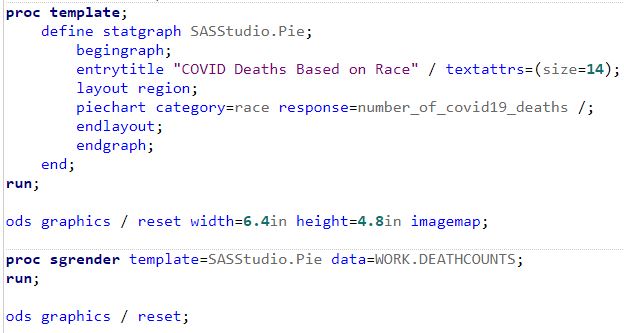 proc template;
define statgraph SASStudio.Pie;
begingraph;
entrytitle "COVID Deaths Based on Race" / textattrs=(size=14);
layout region;
piechart category=race response=number_of_covid19_deaths /;
endlayout;
endgraph;
end;
run;
ods graphics / reset width=6.4in height=4.8in imagemap;
proc sgrender template=SASStudio.Pie data=WORK.DEATHCOUNTS;
run;
ods graphics / reset;